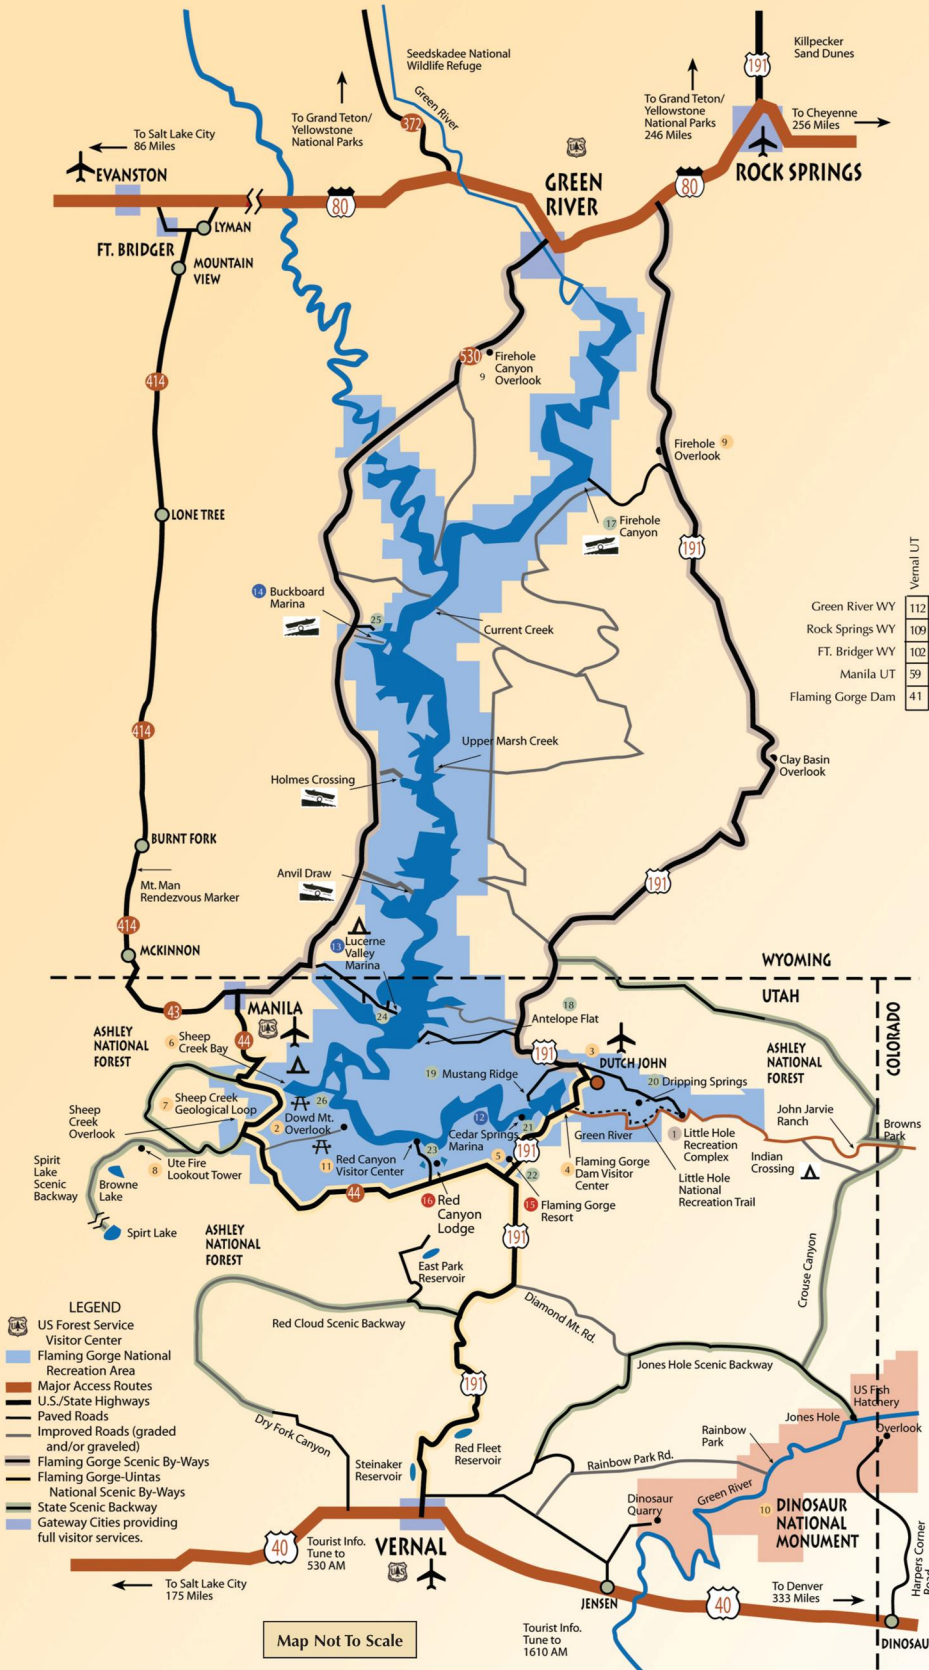 Killpecker
Sand Dunes
191
Seedskadee National
Wildlife Refuge
Green River
To Grand Teton/
Yellowstone
National Parks
372
To Grand Teton/
Yellowstone
National Parks
246 Miles
To Cheyenne
256 Miles
To Salt Lake City
86 Miles
EVANSTON
US
GREEN
RIVER
ROCK SPRINGS
80
80
LYMAN
FT. BRIDGER
MOUNTAIN
VIEW
530
Firehole
Canyon
Overlook
9
414
Firehole
Overlook
9
LONE TREE
17
Firehole
Canyon
191
Vernal UT
Green River WY 112
Rock Springs WY 109
FT. Bridger WY 102
Manila UT 59
Flaming Gorge Dam 41
14
Buckboard
Marina
25
Current Creek
414
Upper Marsh Creek
Holmes Crossing
Clay Basin
Overlook
BURNT FORK
Mt. Man
Rendezvous Marker
Anvil Draw
191
414
MCKINNON
13
Lucerne
Valley
Marina
WYOMING
UTAH
COLORADO
43
MANILA
US
24
18
Antelope Flat
ASHLEY
NATIONAL
FOREST
6
Sheep
Creek Bay
44
191
3
DUTCH JOHN
ASHLEY
NATIONAL
FOREST
19
Mustang Ridge
20
Dripping Springs
7
Sheep Creek
Geological Loop
26
2
Dowd Mt.
Overlook
12
Cedar Springs
Marina
21
Green River
1
Little Hole
Recreation
Complex
John Jarvie
Ranch
Browns
Park
Sheep
Creek
Overlook
8
Ute Fire
Lookout Tower
11
Red Canyon
Visitor Center
23
5
191
22
4
Flaming Gorge
Dam Visitor
Center
Little Hole
National
Recreation Trail
Indian
Crossing
Spirit
Lake
Scenic
Backway
Browne
Lake
44
16
Red
Canyon
Lodge
15
Flaming Gorge
Resort
Spirt Lake
ASHLEY
NATIONAL
FOREST
191
East Park
Reservoir
Crouse Canyon
Red Cloud Scenic Backway
Diamond Mt. Rd.
Jones Hole Scenic Backway
191
LEGEND
US Forest Service
Visitor Center
Flaming Gorge National
Recreation Area
Major Access Routes
U.S./State Highways
Paved Roads
Improved Roads (graded
and/or graveled)
Flaming Gorge Scenic By-Ways
Flaming Gorge-Uintas
National Scenic By-Ways
State Scenic Backway
Gateway Cities providing
full visitor services.
US Fish
Hatchery
Jones Hole
Overlook
Dry Fork Canyon
Steinaker
Reservoir
Red Fleet
Reservoir
Rainbow
Park
Rainbow Park Rd.
Green River
Dinosaur
Quarry
10
DINOSAUR
NATIONAL
MONUMENT
Harpers Corner
Road
40
Tourist Info.
Tune to
530 AM
VERNAL
US
To Salt Lake City
175 Miles
JENSEN
40
To Denver
333 Miles
Tourist Info.
Tune to
1610 AM
DINOSAU
Map Not To Scale